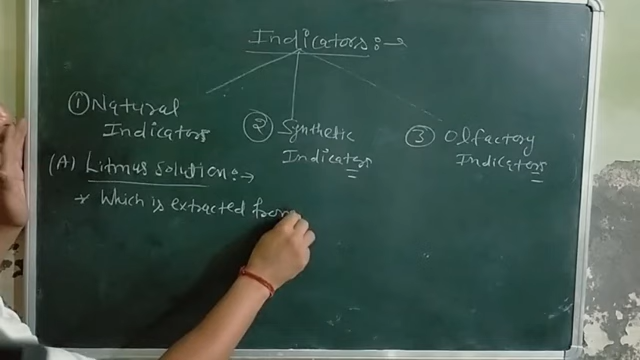 Indicators:→
① Natural
Indicators
② Synthetic
Indicators
③ Olfactory
Indicators
(A) Litmus solution:→
* Which is extracted from